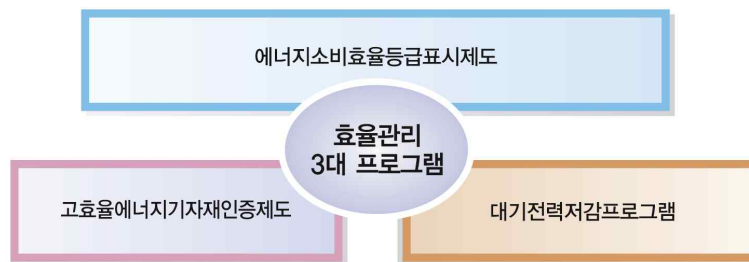 에너지소비효율등급표시제도
효율관리
3대 프로그램
고효율에너지기자재인증제도
대기전력저감프로그램